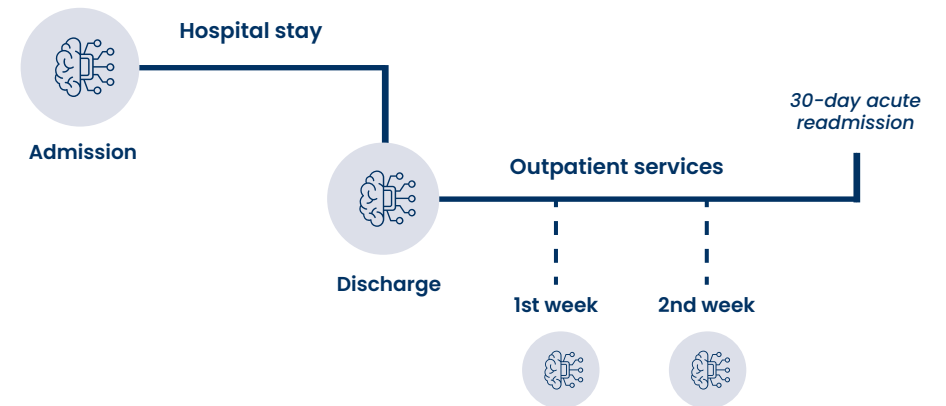 Hospital stay
Admission
30-day acute
readmission
Outpatient services
Discharge
1st week
2nd week